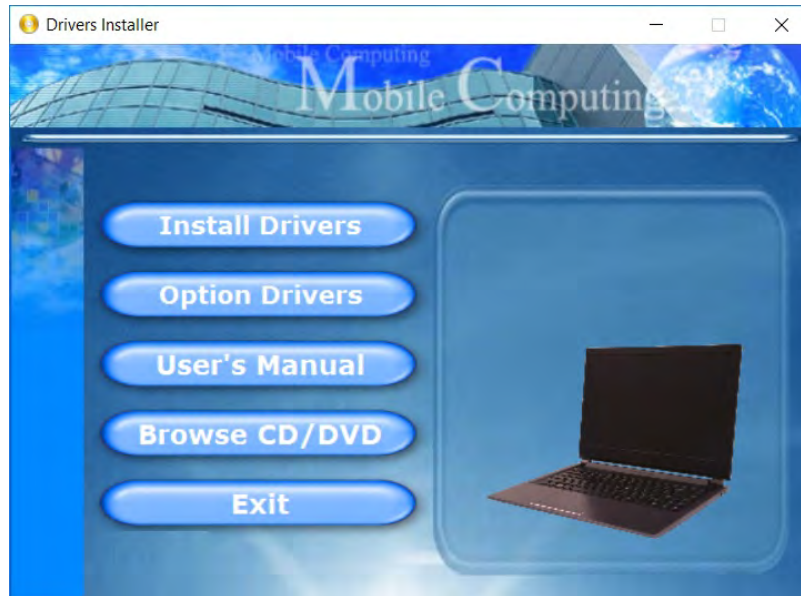 Drivers Installer
Mobile Computing
Mobile Computing
Install Drivers
Option Drivers
User's Manual
Browse CD/DVD
Exit